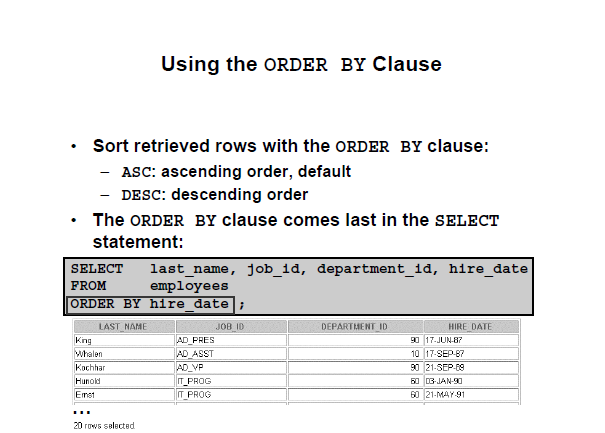 Using the ORDER BY Clause
• Sort retrieved rows with the ORDER BY clause:
– ASC: ascending order, default
– DESC: descending order
• The ORDER BY clause comes last in the SELECT
statement:
SELECT last_name, job_id, department_id, hire_date
FROM employees
ORDER BY hire_date ;
LAST_NAME JOB_ID DEPARTMENT_ID HIRE_DATE
King AD_PRES 90 17-JUN-87
Whalen AD_ASST 10 17-SEP-87
Kochhar AD_VP 90 21-SEP-89
Hunold IT_PROG 60 03-JAN-90
Ernst IT_PROG 60 21-MAY-91
...
20 rows selected.